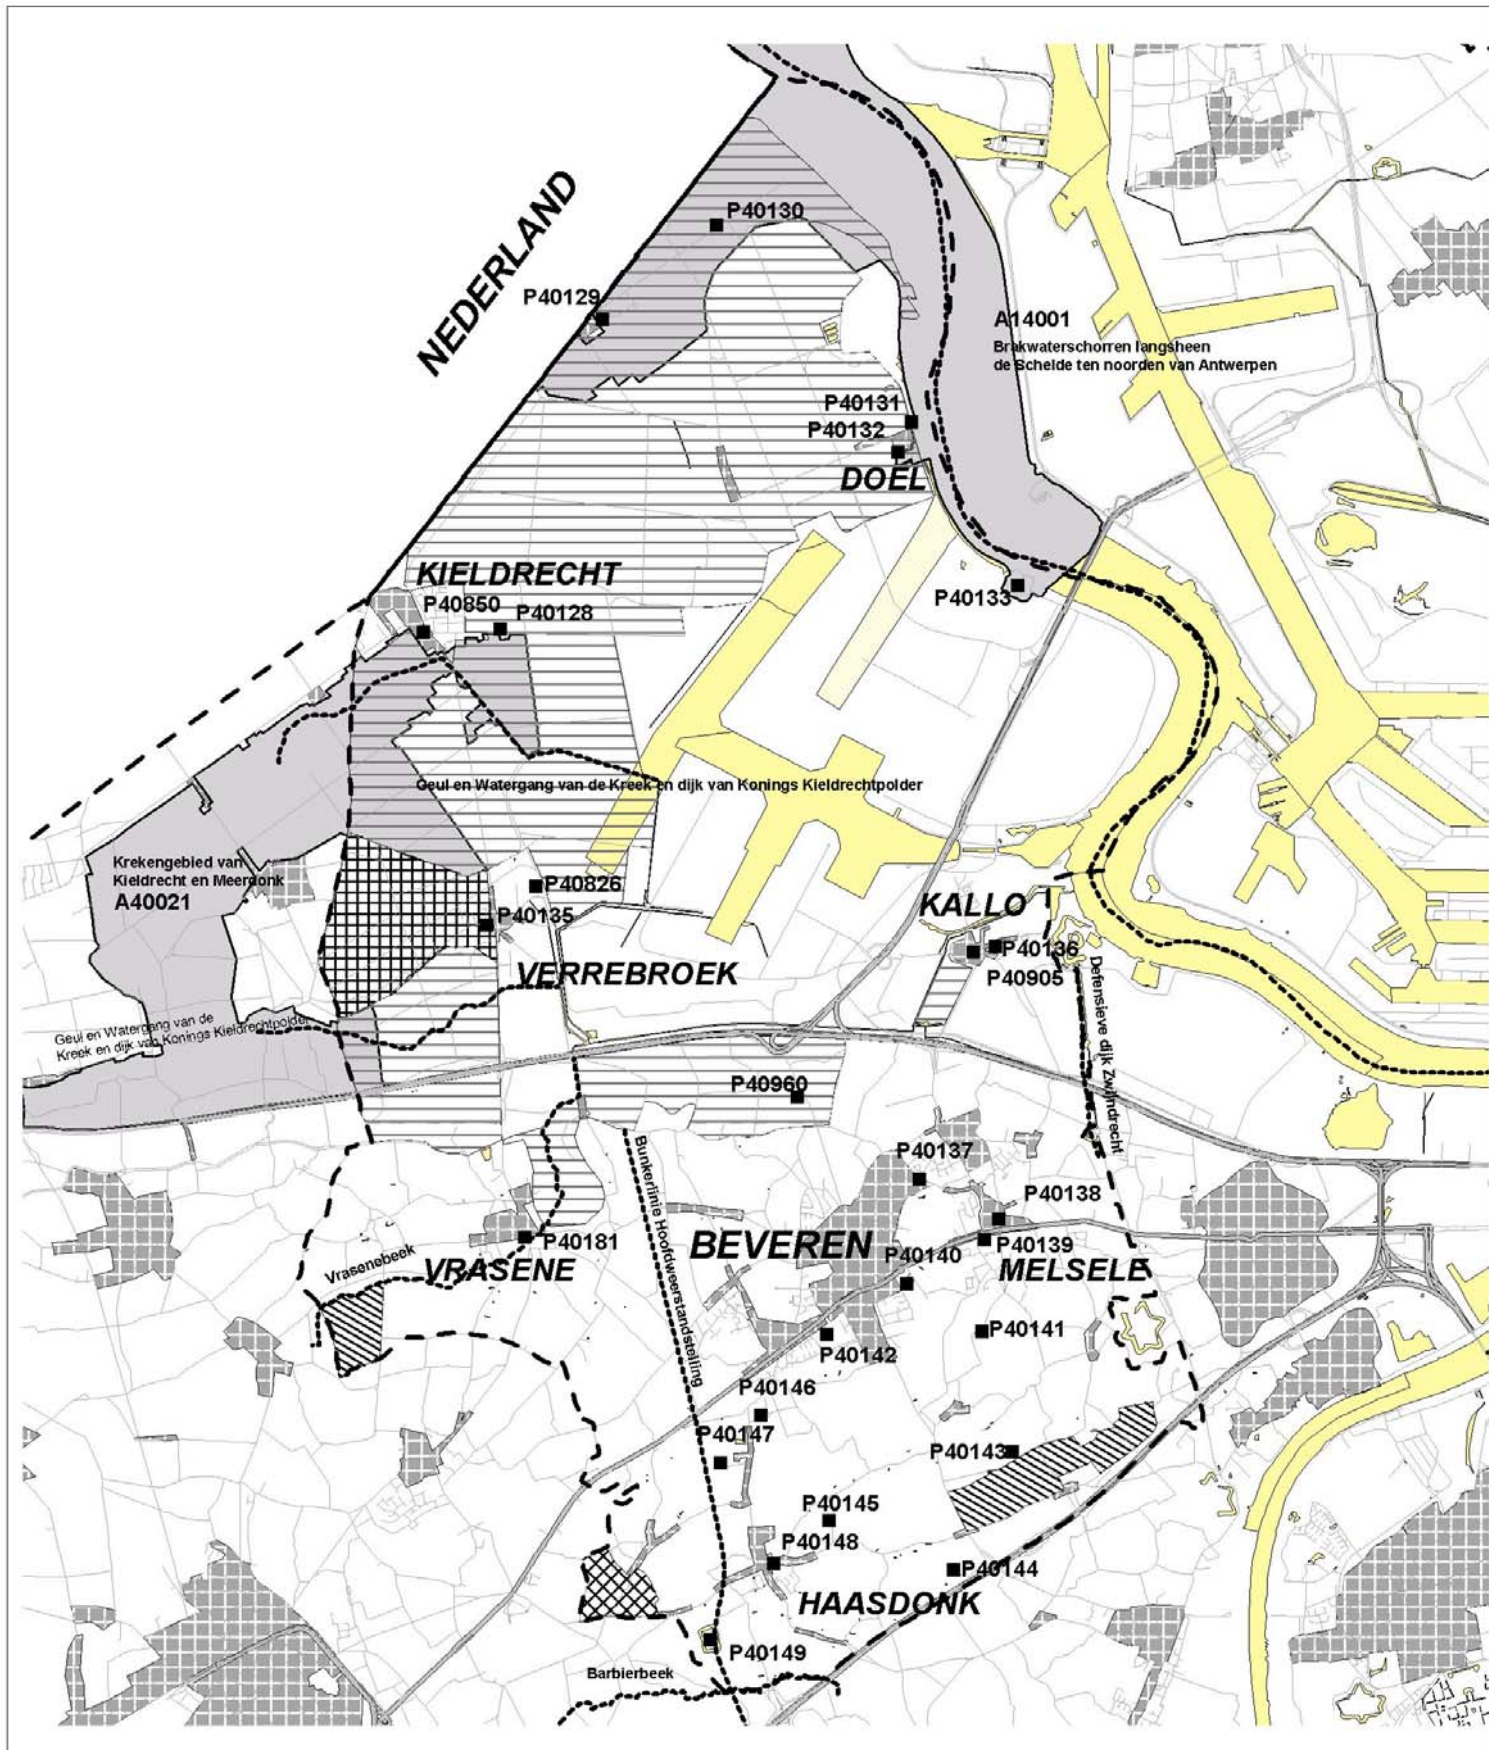 NEDERLAND
P40130
P40129
A14001
Brakwaterschorren langsheen
de Schelde ten noorden van Antwerpen
P40131
P40132
DOEL
KIELDRECHT
P40850
P40128
P40133
Geul en Watergang van de Kreek en dijk van Konings Kieldrechtpolder
Krekengebied van
Kieldrecht en Meerdonk
A40021
P40826
P40135
KALLO
P40136
P40905
VERREBROEK
Defensieve dijk Zwijndrecht
Geul en Watergang van de
Kreek en dijk van Konings Kieldrechtpolder
P40960
Bunkerlinie Hoofdweerstandstelling
P40137
P40138
P40181
P40139
BEVEREN
P40140
Vrasenebeek
VRASENE
MELSELE
P40141
P40142
P40146
P40147
P40143
P40145
P40148
P40144
HAASDONK
P40149
Barbierbeek